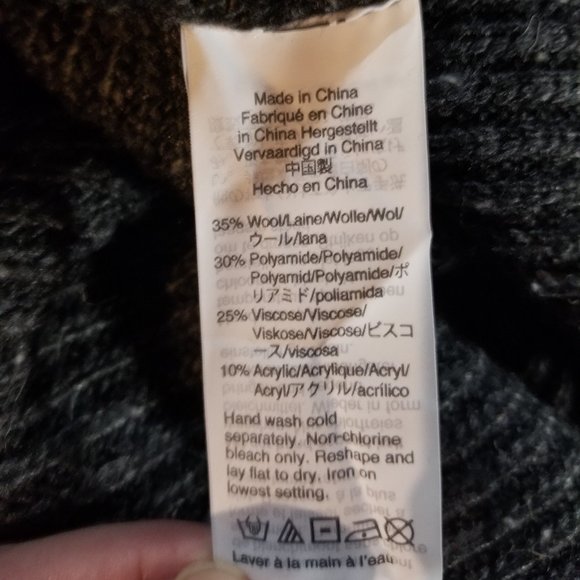 Made in China
Fabriqué en Chine
in China Hergestellt
Vervaardigd in China
中国製
Hecho en China
35% Wool/Laine/Wolle/Wol/
ウール/lana
30% Polyamide/Polyamide/
Polyamid/Polyamide/ポ
リアミド/poliamida
25% Viscose/Viscose/
Viskose/Viscose/ビスコ
ース/viscosa
10% Acrylic/Acrylique/Acryl/
Acryl/アクリル/acrílico
Hand wash cold
separately. Non-chlorine
bleach only. Reshape and
lay flat to dry. Iron on
lowest setting.
Laver à la main à l'eau